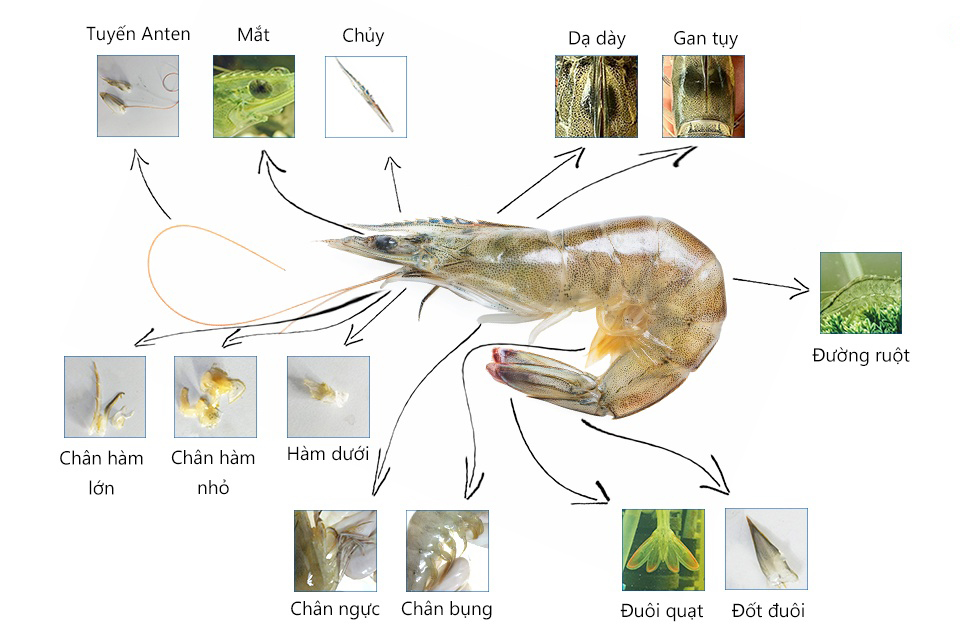 Tuyến Anten
Mắt
Chủy
Dạ dày
Gan tụy
Đường ruột
Chân hàm
lớn
Chân hàm
nhỏ
Hàm dưới
Chân ngực
Chân bụng
Đuôi quạt
Đốt đuôi